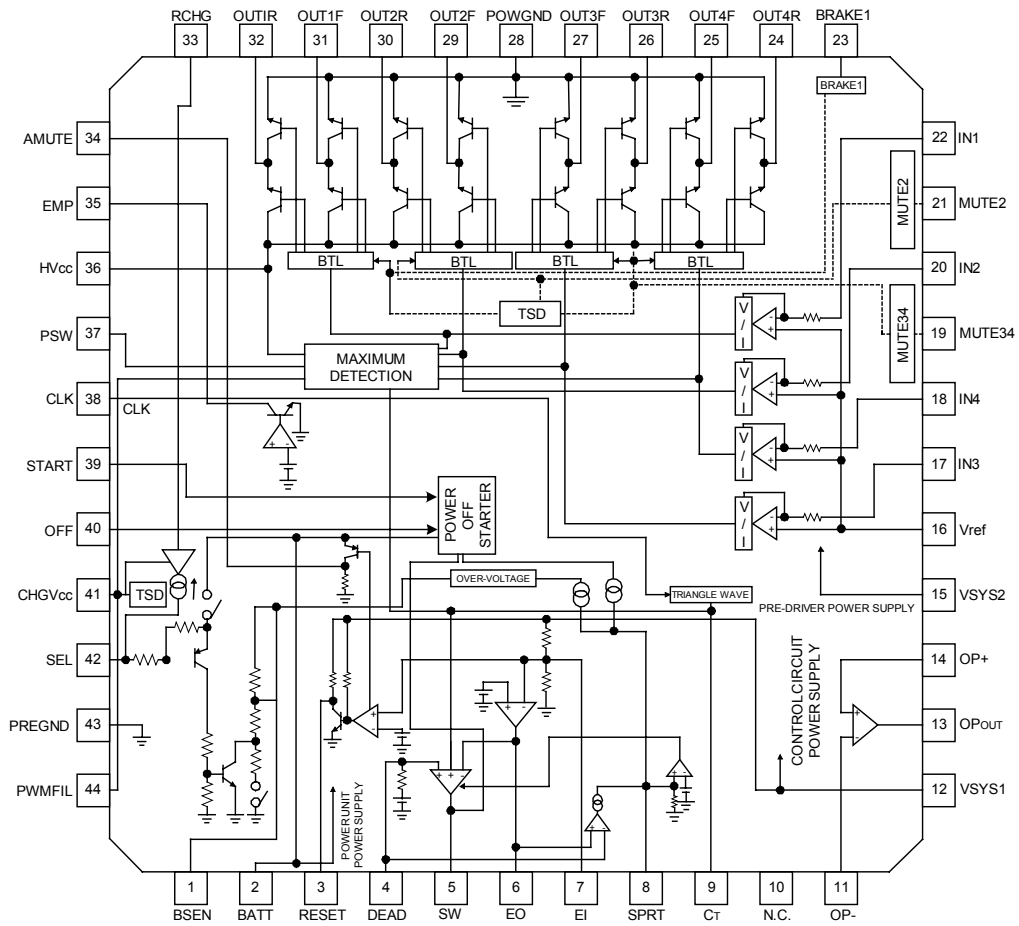 RCHG OUTIR OUT1F OUT2R OUT2F POWGND OUT3F OUT3R OUT4F OUT4R BRAKE1
33 32 31 30 29 28 27 26 25 24 23
BRAKE1
AMUTE 34
22 IN1
EMP 35
MUTE2
21 MUTE2
BTL BTL BTL BTL
HVcc 36
20 IN2
TSD
PSW 37
V/I - +
MUTE34
19 MUTE34
MAXIMUM
DETECTION
V/I - +
CLK 38
CLK
18 IN4
+ -
V/I - +
START 39
17 IN3
POWER
OFF
STARTER
V/I - +
OFF 40
16 Vref
OVER-VOLTAGE
CHGVcc 41
TSD
TRIANGLE WAVE
15 VSYS2
PRE-DRIVER POWER SUPPLY
SEL 42
14 OP+
+ -
+ -
CONTROLCIRCUIT
POWER SUPPLY
PREGND 43
+
-
13 OPOUT
PWMFIL 44
+ + -
+ -
12 VSYS1
POWER UNIT
POWER SUPPLY
- +
1 2 3 4 5 6 7 8 9 10 11
BSEN BATT RESET DEAD SW EO EI SPRT CT N.C. OP-